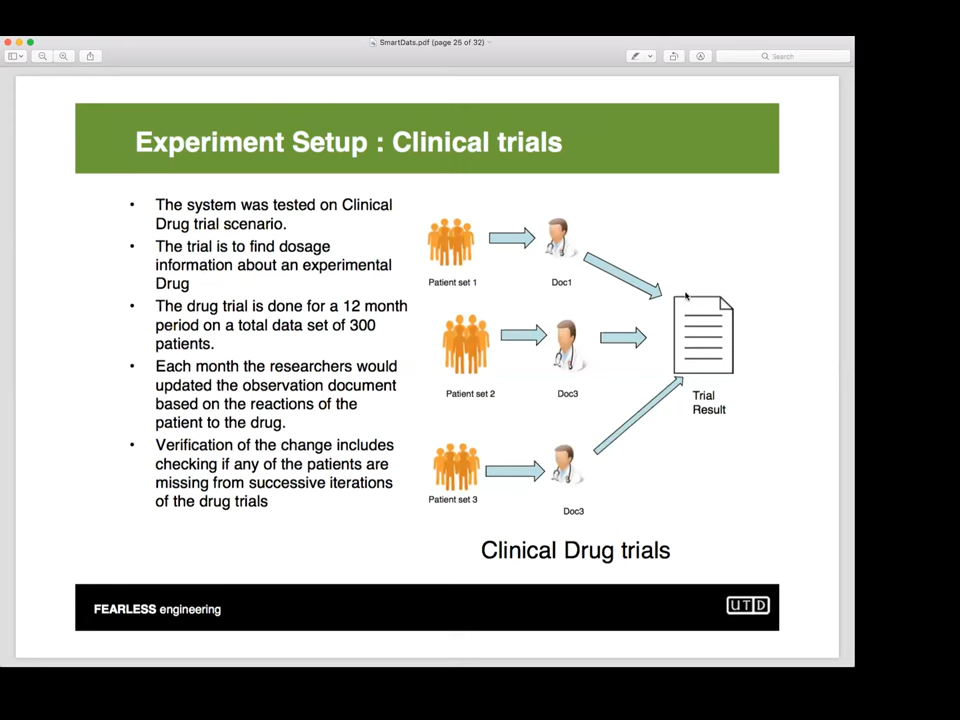 SmartDats.pdf (page 25 of 32)
Search
Experiment Setup : Clinical trials
• The system was tested on Clinical
Drug trial scenario.
• The trial is to find dosage
information about an experimental
Drug
• The drug trial is done for a 12 month
period on a total data set of 300
patients.
• Each month the researchers would
updated the observation document
based on the reactions of the
patient to the drug.
• Verification of the change includes
checking if any of the patients are
missing from successive iterations
of the drug trials
Patient set 1
Doc1
Patient set 2
Doc3
Trial
Result
Patient set 3
Doc3
Clinical Drug trials
FEARLESS engineering
UTD